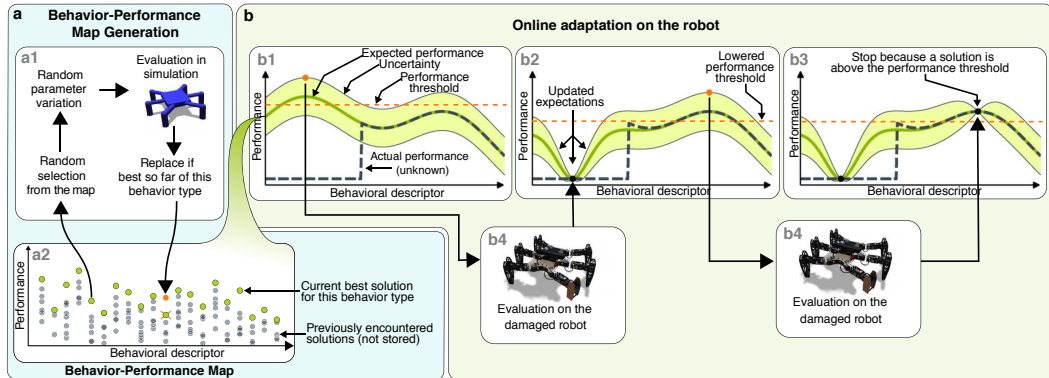 a
Behavior-Performance
Map Generation
a1
Random
parameter
variation
Evaluation in
simulation
Random
selection
from the map
Replace if
best so far of this
behavior type
a2
Performance
Behavioral descriptor
Current best solution
for this behavior type
Previously encountered
solutions (not stored)
Behavior-Performance Map
b
Online adaptation on the robot
b1
Expected performance
Uncertainty
Performance
threshold
Performance
Actual performance
(unknown)
Behavioral descriptor
b2
Lowered
performance
threshold
Updated
expectations
Performance
Behavioral descriptor
b3
Stop because a solution is
above the performance threshold
Performance
Behavioral descriptor
b4
Evaluation on the
damaged robot
b4
Evaluation on the
damaged robot